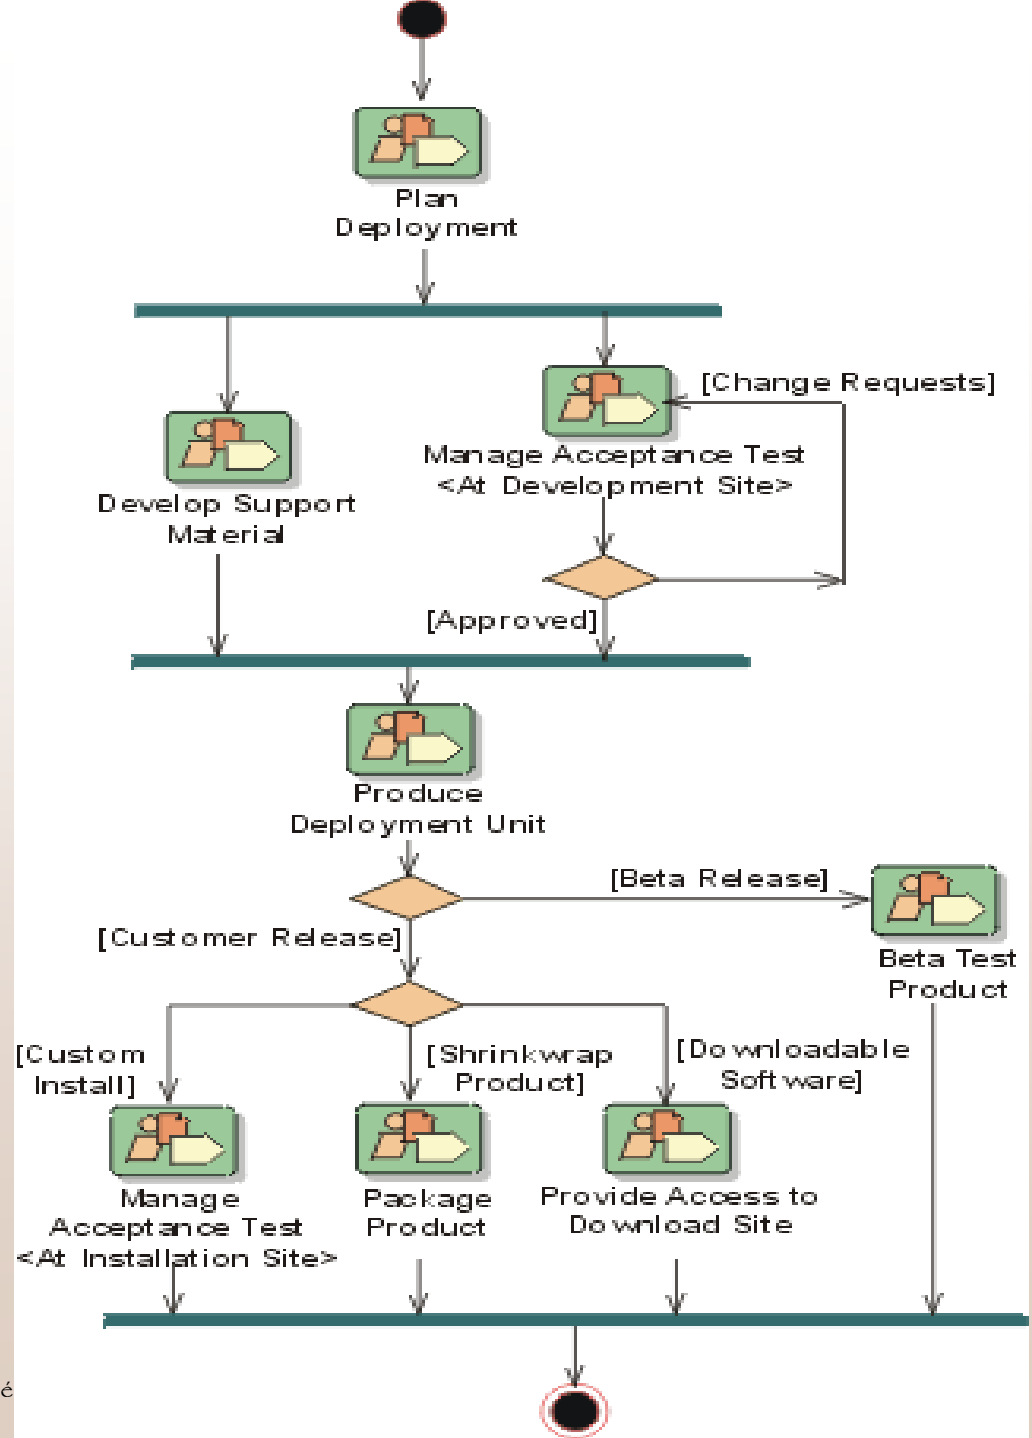 Plan
Deployment
[Change Requests]
Manage Acceptance Test
<At Development Site>
Develop Support
Material
[Approved]
Produce
Deployment Unit
[Beta Release]
[Customer Release]
Beta Test
Product
[Custom
Install]
[Shrinkwrap
Product]
[Downloadable
Software]
Manage
Acceptance Test
<At Installation Site>
Package
Product
Provide Access to
Download Site
é